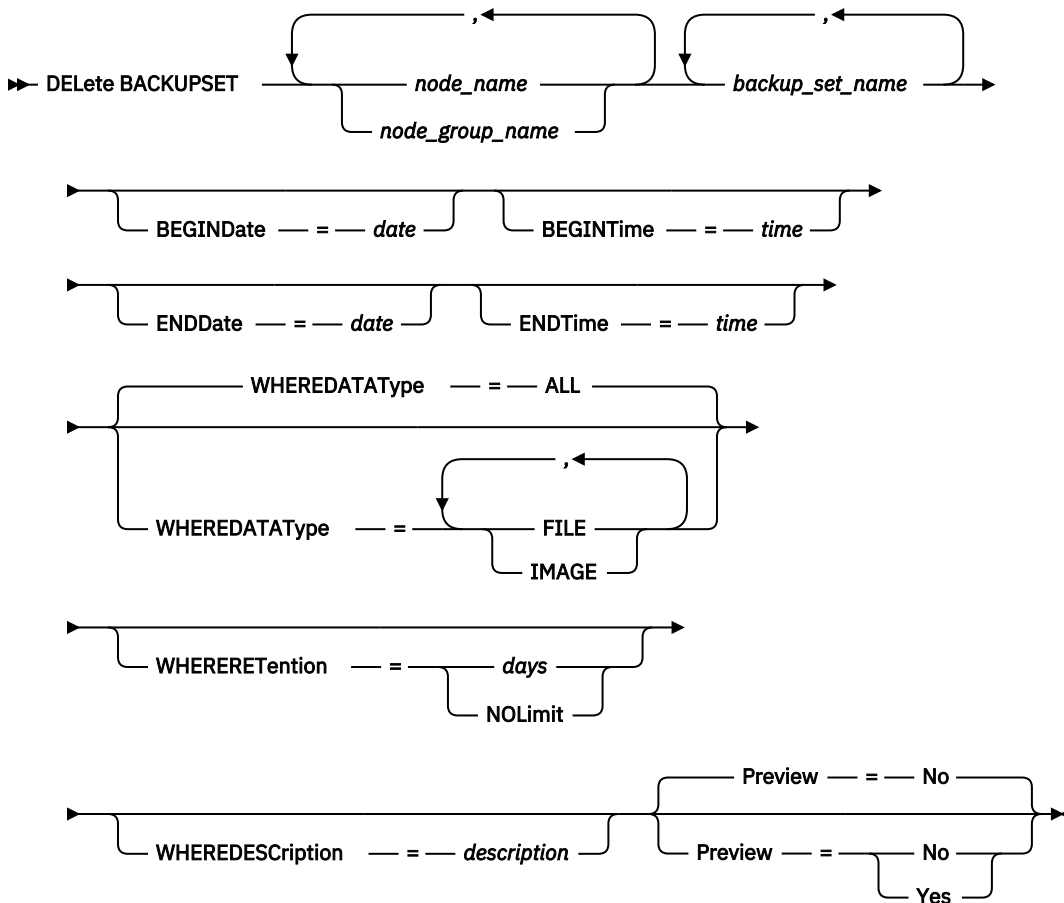 , ,
DELete BACKUPSET node_name backup_set_name
node_group_name
BEGINDate = date BEGINTime = time
ENDDate = date ENDTime = time
WHEREDATAType = ALL
,
WHEREDATAType = FILE
IMAGE
WHERERETention = days
NOLimit
Preview = No
WHEREDESCription = description Preview = No
Yes